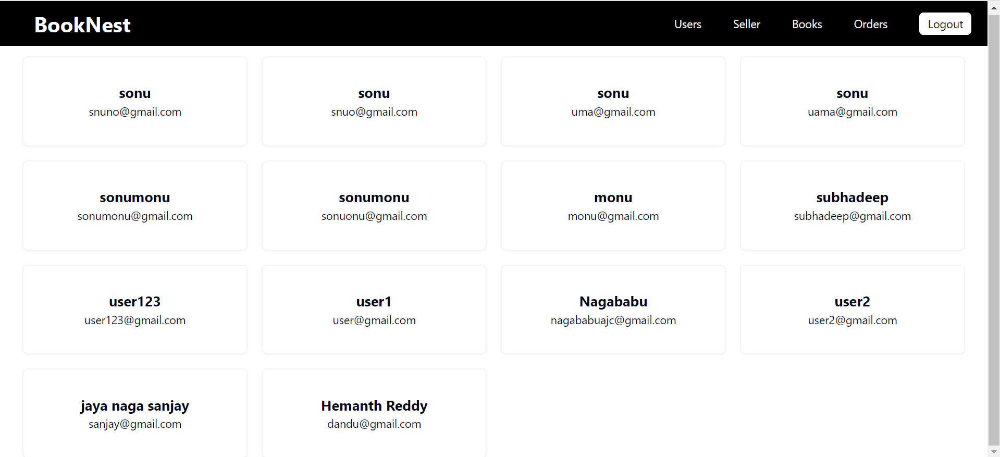 BookNest
Users
Seller
Books
Orders
Logout
sonu
snuno@gmail.com
sonu
snuo@gmail.com
sonu
uma@gmail.com
sonu
uama@gmail.com
sonumonu
sonumonu@gmail.com
sonumonu
sonuonu@gmail.com
monu
monu@gmail.com
subhadeep
subhadeep@gmail.com
user123
user123@gmail.com
user1
user@gmail.com
Nagababu
nagababuajc@gmail.com
user2
user2@gmail.com
jaya naga sanjay
sanjay@gmail.com
Hemanth Reddy
dandu@gmail.com